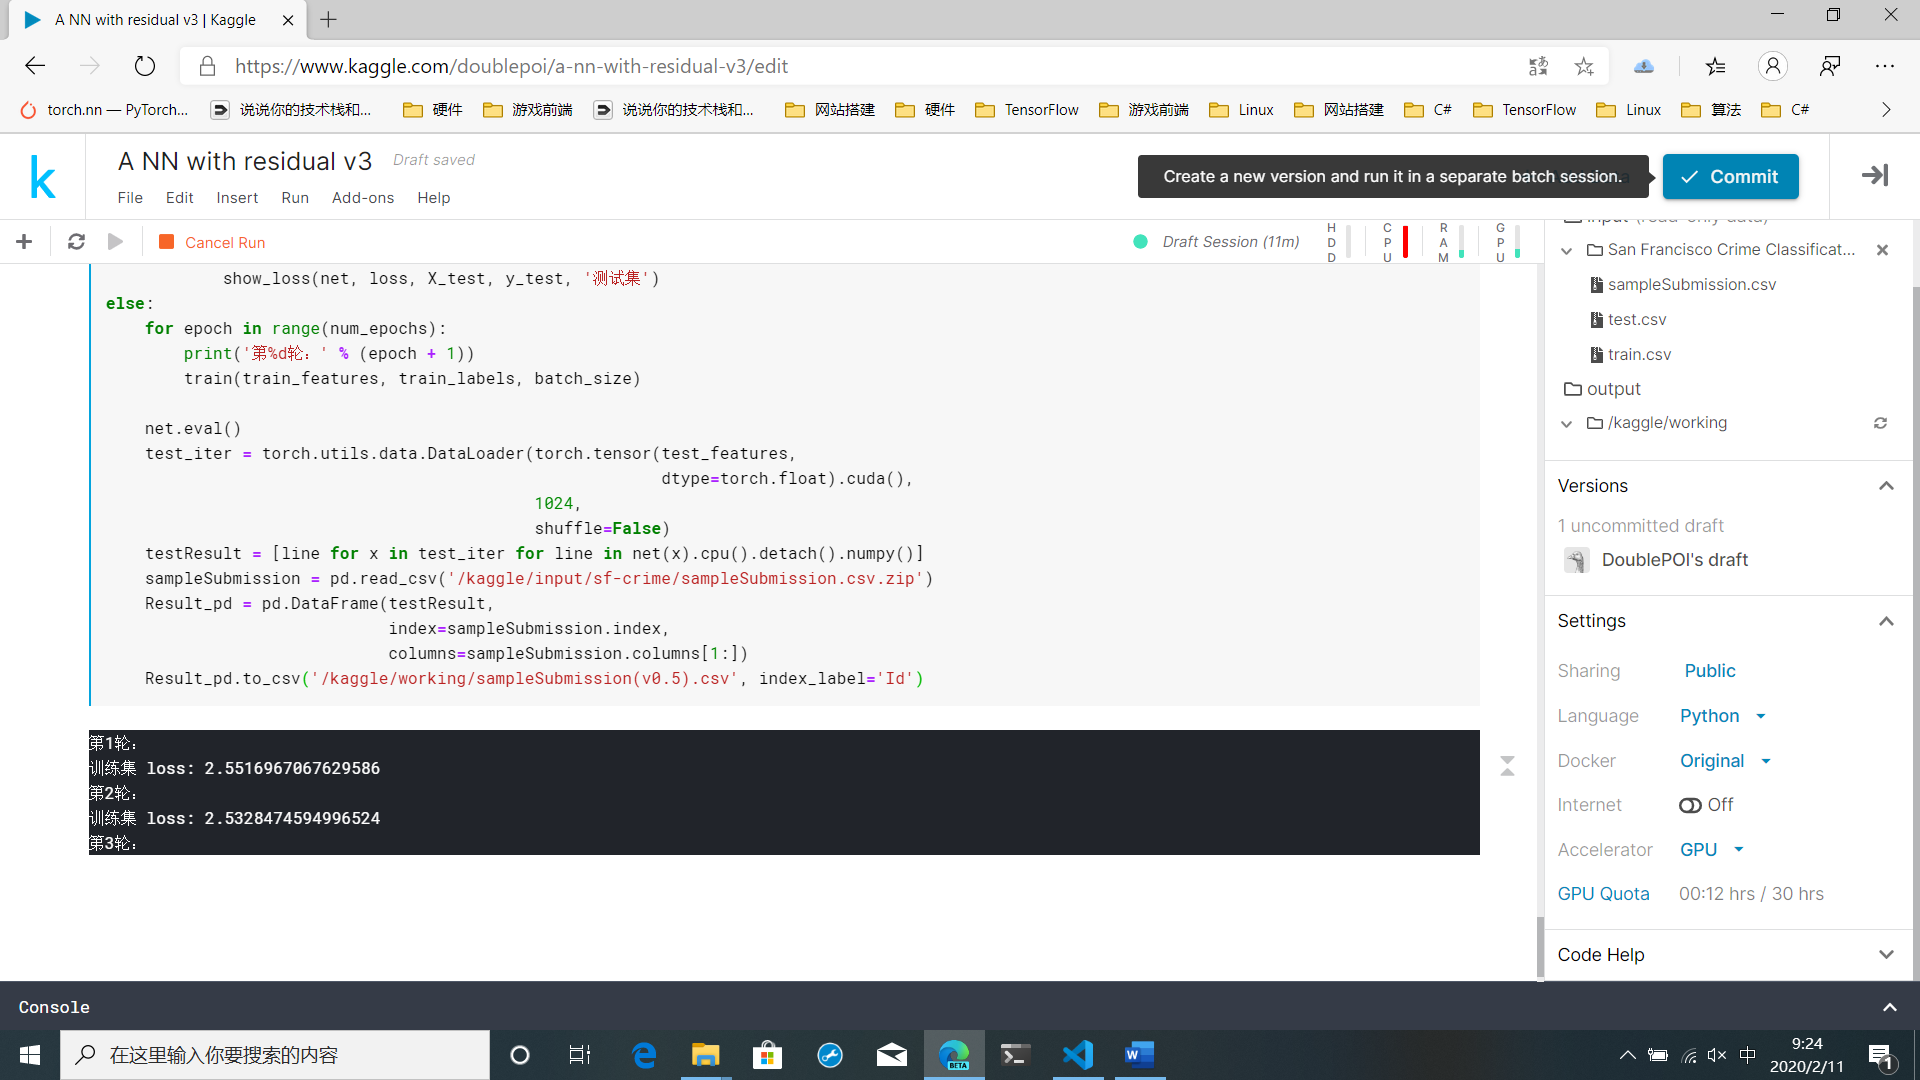 A NN with residual v3 | Kaggle
https://www.kaggle.com/doublepoi/a-nn-with-residual-v3/edit
torch.nn — PyTorch...
说说你的技术栈和...
硬件
游戏前端
说说你的技术栈和...
网站搭建
硬件
TensorFlow
游戏前端
Linux
网站搭建
C#
TensorFlow
Linux
算法
C#
k
A NN with residual v3
Draft saved
File Edit Insert Run Add-ons Help
Create a new version and run it in a separate batch session.
Commit
Cancel Run
Draft Session (11m)
HDD
CPU
RAM
GPU
show_loss(net, loss, X_test, y_test, '测试集')
else:
for epoch in range(num_epochs):
print('第%d轮：' % (epoch + 1))
train(train_features, train_labels, batch_size)
net.eval()
test_iter = torch.utils.data.DataLoader(torch.tensor(test_features,
dtype=torch.float).cuda(),
1024,
shuffle=False)
testResult = [line for x in test_iter for line in net(x).cpu().detach().numpy()]
sampleSubmission = pd.read_csv('/kaggle/input/sf-crime/sampleSubmission.csv.zip')
Result_pd = pd.DataFrame(testResult,
index=sampleSubmission.index,
columns=sampleSubmission.columns[1:])
Result_pd.to_csv('/kaggle/working/sampleSubmission(v0.5).csv', index_label='Id')
第1轮：
训练集 loss: 2.5516967067629586
第2轮：
训练集 loss: 2.5328474594996524
第3轮：
input (read-only data)
San Francisco Crime Classificat...
sampleSubmission.csv
test.csv
train.csv
output
/kaggle/working
Versions
1 uncommitted draft
DoublePOI's draft
Settings
Sharing Public
Language Python
Docker Original
Internet Off
Accelerator GPU
GPU Quota 00:12 hrs / 30 hrs
Code Help
Console
在这里输入你要搜索的内容
BETA
中
9:24
2020/2/11
1